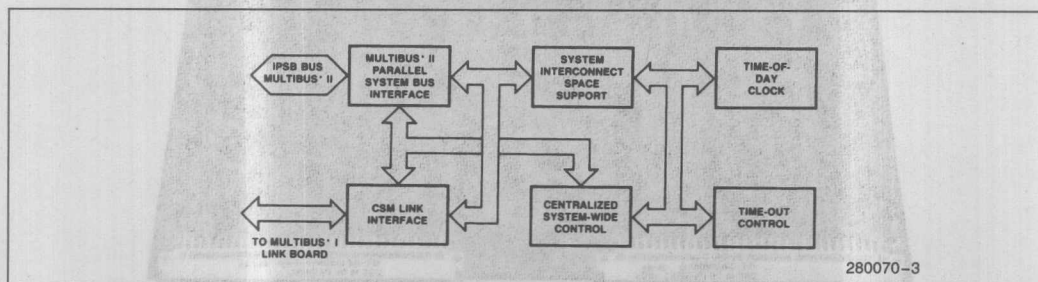 IPSB BUS
MULTIBUS* II
MULTIBUS* II
PARALLEL
SYSTEM BUS
INTERFACE
SYSTEM
INTERCONNECT
SPACE
SUPPORT
TIME-OF-
DAY
CLOCK
CSM LINK
INTERFACE
CENTRALIZED
SYSTEM-WIDE
CONTROL
TIME-OUT
CONTROL
TO MULTIBUS* I
LINK BOARD
280070-3